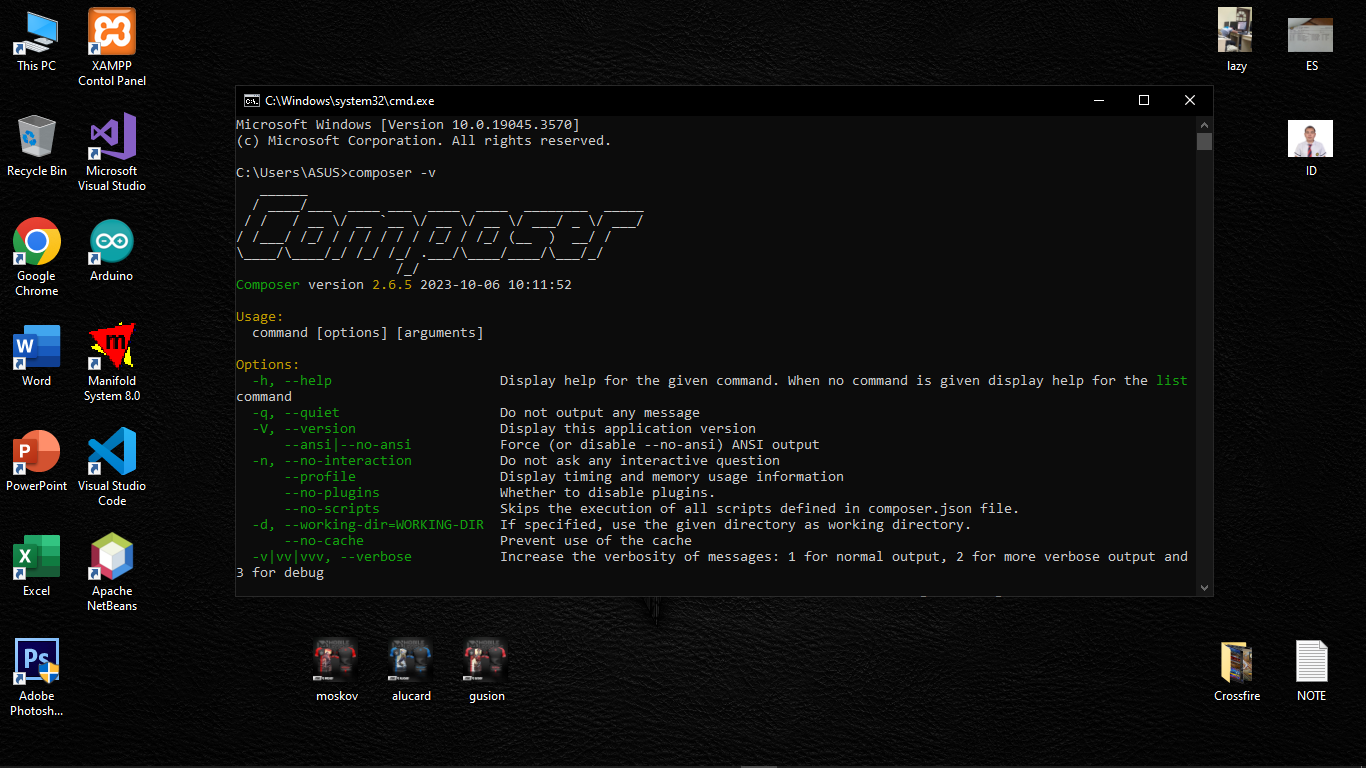 This PC
XAMPP
Contol Panel
Recycle Bin
Microsoft
Visual Studio
Google
Chrome
Arduino
Word
Manifold
System 8.0
PowerPoint
Visual Studio
Code
Excel
Apache
NetBeans
Adobe
Photosh...
C:\Windows\system32\cmd.exe
Microsoft Windows [Version 10.0.19045.3570]
(c) Microsoft Corporation. All rights reserved.
C:\Users\ASUS>composer -v
Composer
Composer version 2.6.5 2023-10-06 10:11:52
Usage:
command [options] [arguments]
Options:
-h, --help Display help for the given command. When no command is given display help for the list
command
-q, --quiet Do not output any message
-V, --version Display this application version
--ansi|--no-ansi Force (or disable --no-ansi) ANSI output
-n, --no-interaction Do not ask any interactive question
--profile Display timing and memory usage information
--no-plugins Whether to disable plugins.
--no-scripts Skips the execution of all scripts defined in composer.json file.
-d, --working-dir=WORKING-DIR If specified, use the given directory as working directory.
--no-cache Prevent use of the cache
-v|vv|vvv, --verbose Increase the verbosity of messages: 1 for normal output, 2 for more verbose output and
3 for debug
moskov
alucard
gusion
lazy
ES
ID
Crossfire
NOTE